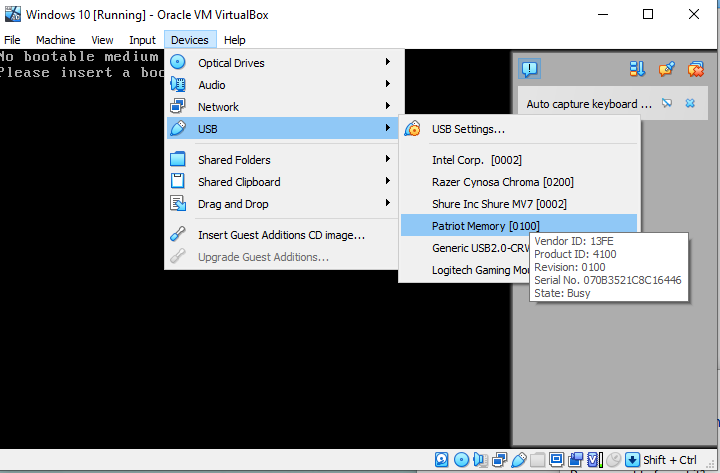 Windows 10 [Running] - Oracle VM VirtualBox
File Machine View Input Devices Help
No bootable medium
Please insert a boo
Optical Drives
Audio
Network
USB
Shared Folders
Shared Clipboard
Drag and Drop
Insert Guest Additions CD image...
Upgrade Guest Additions...
USB Settings...
Intel Corp. [0002]
Razer Cynosa Chroma [0200]
Shure Inc Shure MV7 [0002]
Patriot Memory [0100]
Generic USB2.0-CRW
Logitech Gaming Mou
Vendor ID: 13FE
Product ID: 4100
Revision: 0100
Serial No. 070B3521C8C16446
State: Busy
Auto capture keyboard ...
Shift + Ctrl